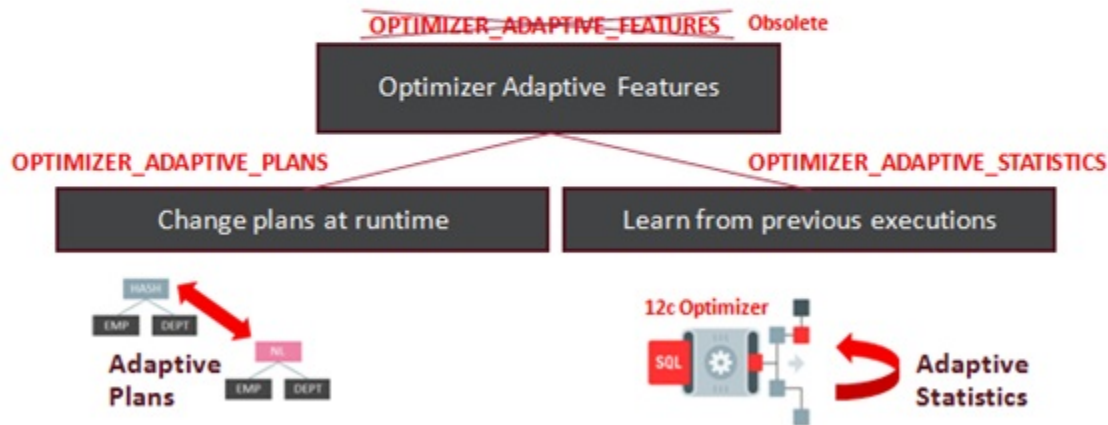 OPTIMIZER_ADAPTIVE_FEATURES Obsolete
Optimizer Adaptive Features
OPTIMIZER_ADAPTIVE_PLANS
OPTIMIZER_ADAPTIVE_STATISTICS
Change plans at runtime
Learn from previous executions
HASH
EMP DEPT
NL
EMP DEPT
Adaptive
Plans
12c Optimizer
SQL
Adaptive
Statistics